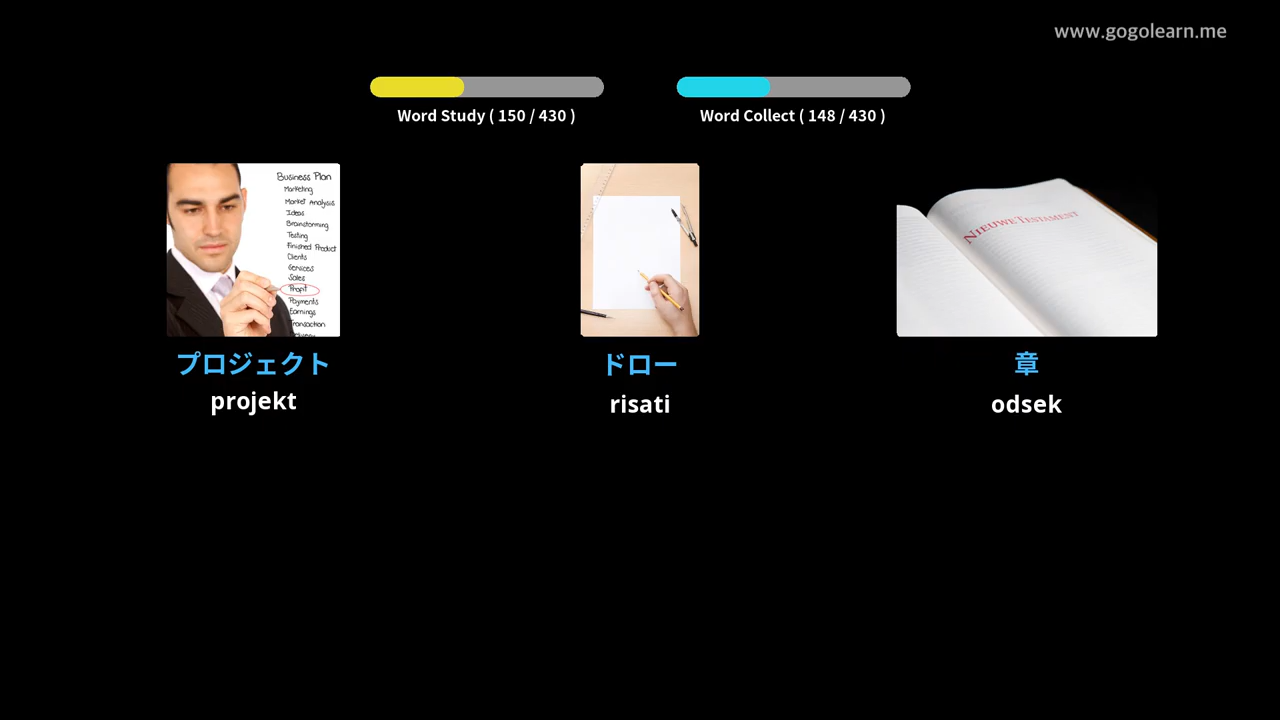 www.gogolearn.me
Word Study ( 150 / 430 )
Word Collect ( 148 / 430 )
Business Plan
Marketing
Market Analysis
Ideas
Brainstorming
Testing
Finished Product
Clients
Services
Sales
Profit
Payments
Earnings
Transaction
Delivery
NIEUWE TESTAMENT
プロジェクト
ドロー
章
projekt
risati
odsek